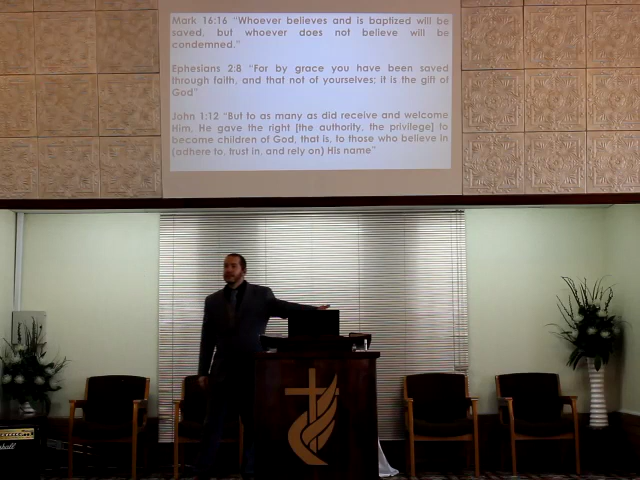 Mark 16:16 "Whoever believes and is baptized will be
saved, but whoever does not believe will be
condemned."
Ephesians 2:8 "For by grace you have been saved
through faith, and that not of yourselves; it is the gift of
God"
John 1:12 "But to as many as did receive and welcome
Him, He gave the right [the authority, the privilege] to
become children of God, that is, to those who believe in
(adhere to, trust in, and rely on) His name"
Marshall